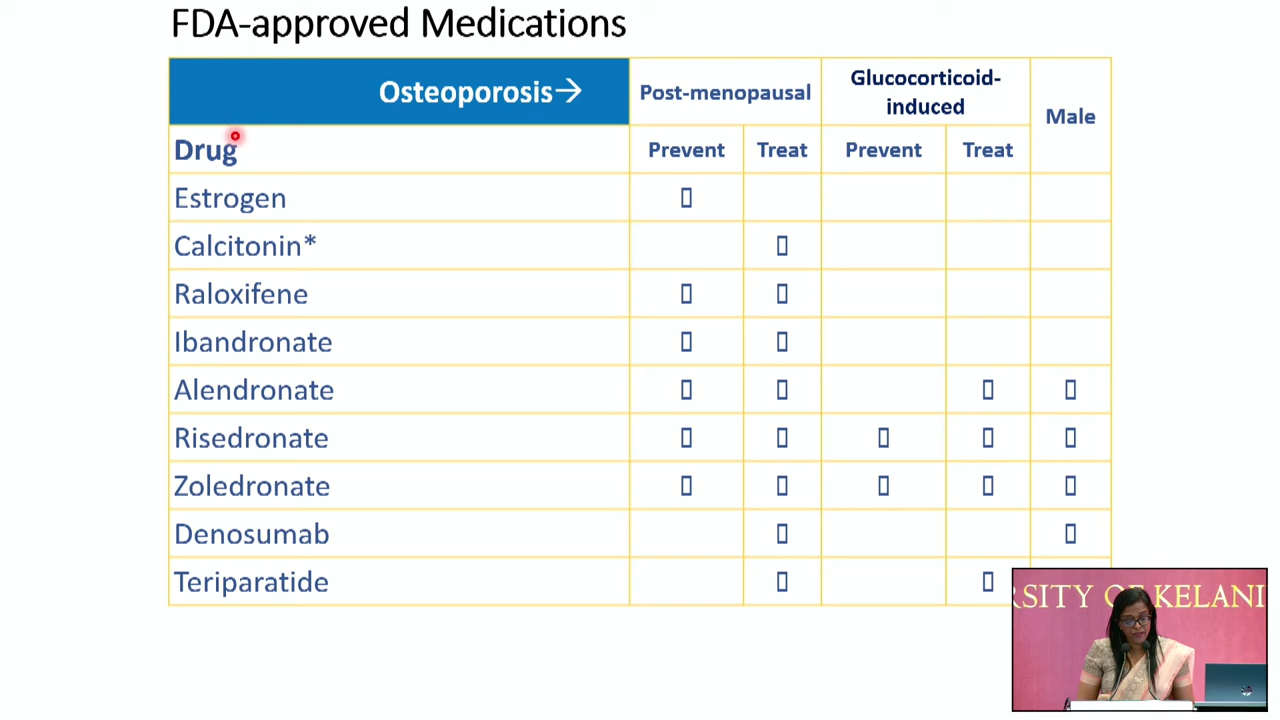 FDA-approved Medications
Osteoporosis→ Post-menopausal Glucocorticoid-induced Male
Drug Prevent Treat Prevent Treat
Estrogen ▯
Calcitonin* ▯
Raloxifene ▯ ▯
Ibandronate ▯ ▯
Alendronate ▯ ▯ ▯ ▯
Risedronate ▯ ▯ ▯ ▯ ▯
Zoledronate ▯ ▯ ▯ ▯ ▯
Denosumab ▯ ▯
Teriparatide ▯ ▯
RSITY OF KELANI